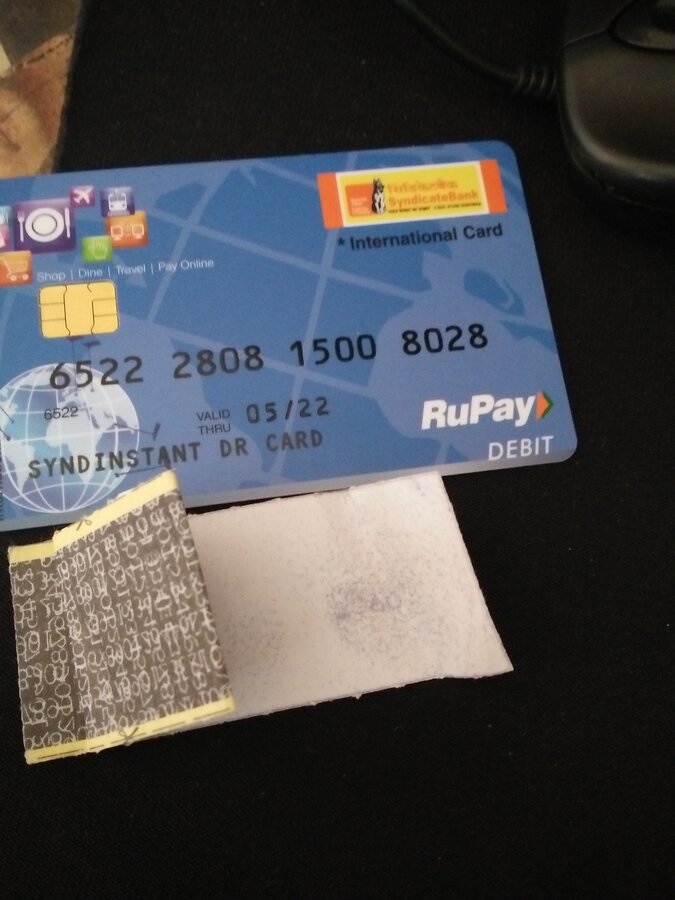 सिंडिकेटबैंक
SyndicateBank
* International Card
Shop | Dine | Travel | Pay Online
6522 2808 1500 8028
6522
VALID THRU 05/22
SYNDINSTANT DR CARD
RuPay
DEBIT